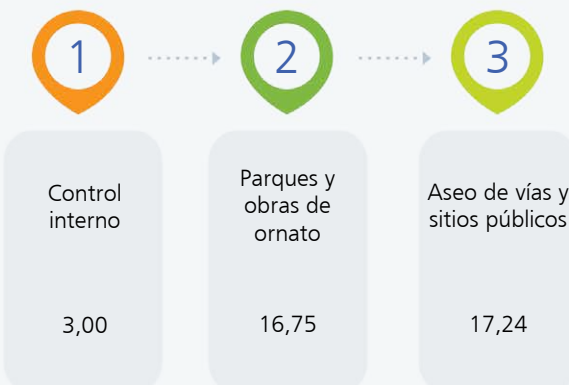 1
Control
interno
3,00
2
Parques y
obras de
ornato
16,75
3
Aseo de vías y
sitios públicos
17,24